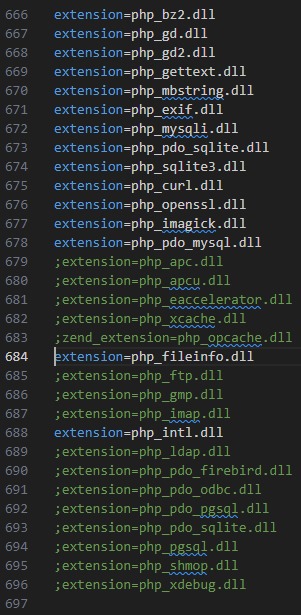 666 extension=php_bz2.dll
667 extension=php_gd.dll
668 extension=php_gd2.dll
669 extension=php_gettext.dll
670 extension=php_mbstring.dll
671 extension=php_exif.dll
672 extension=php_mysqli.dll
673 extension=php_pdo_sqlite.dll
674 extension=php_sqlite3.dll
675 extension=php_curl.dll
676 extension=php_openssl.dll
677 extension=php_imagick.dll
678 extension=php_pdo_mysql.dll
679 ;extension=php_apc.dll
680 ;extension=php_apcu.dll
681 ;extension=php_eaccelerator.dll
682 ;extension=php_xcache.dll
683 ;zend_extension=php_opcache.dll
684 extension=php_fileinfo.dll
685 ;extension=php_ftp.dll
686 ;extension=php_gmp.dll
687 ;extension=php_imap.dll
688 extension=php_intl.dll
689 ;extension=php_ldap.dll
690 ;extension=php_pdo_firebird.dll
691 ;extension=php_pdo_odbc.dll
692 ;extension=php_pdo_pgsql.dll
693 ;extension=php_pdo_sqlite.dll
694 ;extension=php_pgsql.dll
695 ;extension=php_shmop.dll
696 ;extension=php_xdebug.dll
697